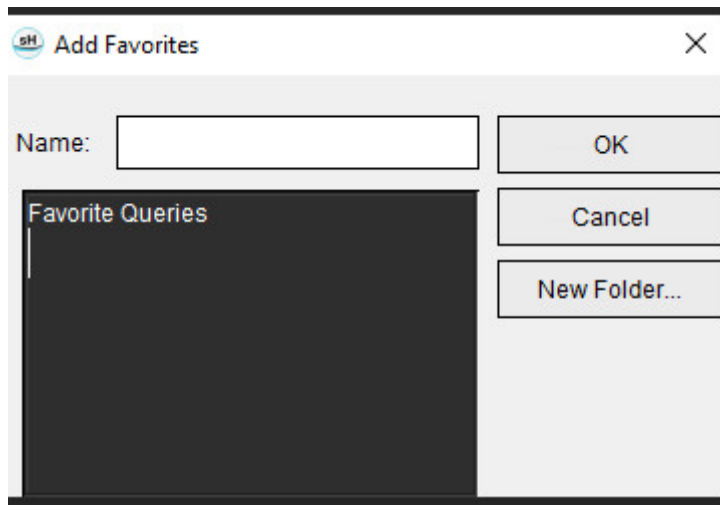 sH Add Favorites
Name:
OK
Favorite Queries
Cancel
New Folder...